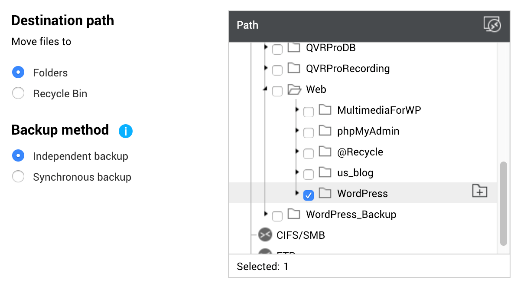 Destination path
Move files to
Folders
Recycle Bin
Backup method
Independent backup
Synchronous backup
Path
QVRProDB
QVRProRecording
Web
MultimediaForWP
phpMyAdmin
@Recycle
us_blog
WordPress
WordPress_Backup
CIFS/SMB
Selected: 1